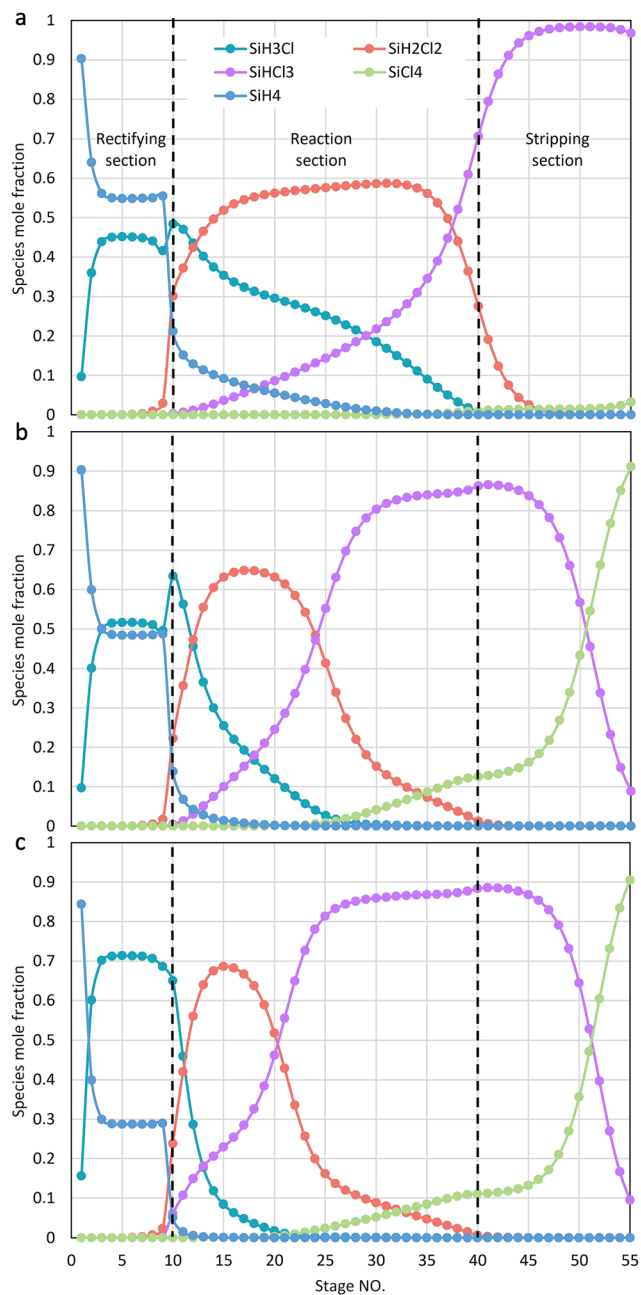 a
1
0.9
0.8
0.7
0.6
0.5
0.4
0.3
0.2
0.1
0
Species mole fraction
SiH3Cl
SiH2Cl2
SiHCl3
SiCl4
SiH4
Rectifying
section
Reaction
section
Stripping
section
b
1
0.9
0.8
0.7
0.6
0.5
0.4
0.3
0.2
0.1
0
Species mole fraction
c
1
0.9
0.8
0.7
0.6
0.5
0.4
0.3
0.2
0.1
0
Species mole fraction
0 5 10 15 20 25 30 35 40 45 50 55
Stage NO.